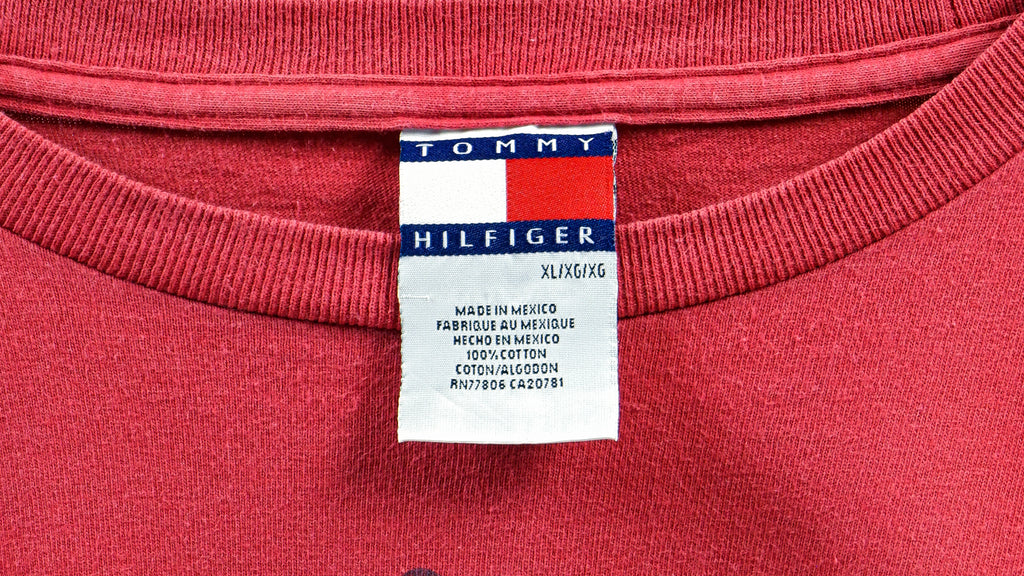 TOMMY
HILFIGER
XL/XG/XG
MADE IN MEXICO
FABRIQUE AU MEXIQUE
HECHO EN MEXICO
100% COTTON
COTON/ALGODON
RN77806 CA20781